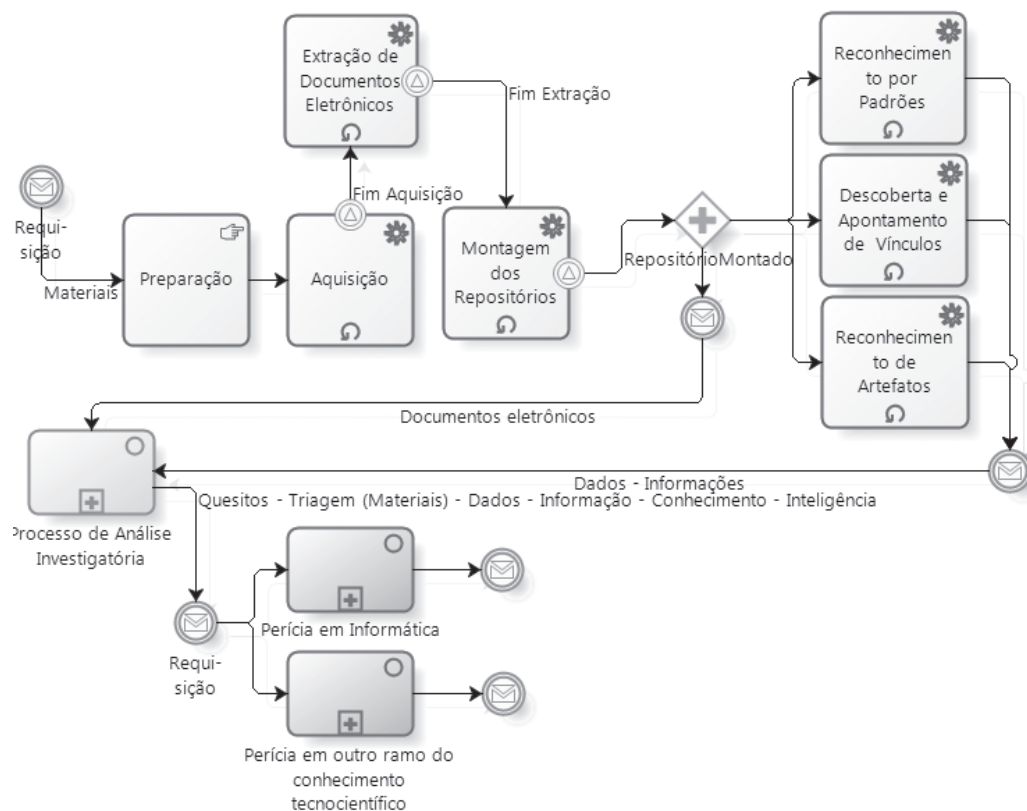 Extração de
Documentos
Eletrônicos
Fim Extração
Reconhecimen
to por
Padrões
Requi-
sição
Materiais
Preparação
Fim Aquisição
Aquisição
Montagem
dos
Repositórios
RepositórioMontado
Descoberta e
Apontamento
de Vínculos
Reconhecimen
to de
Artefatos
Documentos eletrônicos
Dados - Informações
Quesitos - Triagem (Materiais) - Dados - Informação - Conhecimento - Inteligência
Processo de Análise
Investigatória
Requi-
sição
Perícia em Informática
Perícia em outro ramo do
conhecimento
tecnocientífico